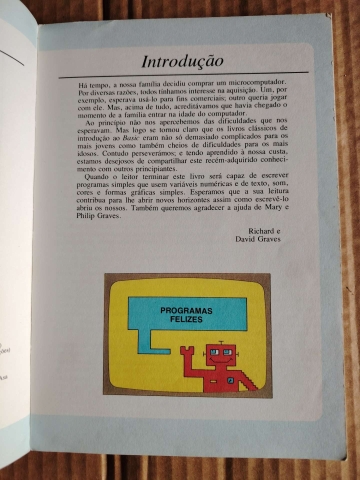 Introdução
Há tempo, a nossa família decidiu comprar um microcomputador.
Por diversas razões, todos tínhamos interesse na aquisição. Um, por
exemplo, esperava usá-lo para fins comerciais; outro queria jogar
com ele. Mas, acima de tudo, acreditávamos que havia chegado o
momento de a família entrar na idade do computador.
Ao princípio não nos apercebemos das dificuldades que nos
esperavam. Mas logo se tornou claro que os livros clássicos de
introdução ao Basic eram não só demasiado complicados para os
mais jovens como também cheios de dificuldades para os mais
idosos. Contudo perseverámos; e tendo aprendido à nossa custa,
estamos desejosos de compartilhar este recém-adquirido conheci-
mento com outros principiantes.
Quando o leitor terminar este livro será capaz de escrever
programas simples que usem variáveis numéricas e de texto, som,
cores e formas gráficas simples. Esperamos que a sua leitura
contribua para lhe abrir novos horizontes assim como escrevê-lo
abriu os nossos. Também queremos agradecer a ajuda de Mary e
Philip Graves.
Richard e
David Graves
PROGRAMAS
FELIZES